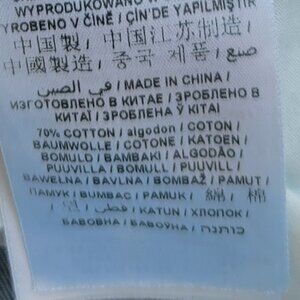 WYPRODUKOWANO W
VYROBENO V ČÍNĚ / ÇİN'DE YAPILMIŞTIR
中国製 / 中国江苏制造 /
中國製造 / 중국 제품 / صنع
في الصين / MADE IN CHINA /
ИЗГОТОВЛЕНО В КИТАЕ / ЗРОБЛЕНО В
КИТАЇ / ЗРОБЛЕНА Ў КІТАІ
70% COTTON / algodon / COTON /
BAUMWOLLE / COTONE / KATOEN /
BOMULD / BAMBAKI / ALGODÃO /
PUUVILLA / BOMULL / PUUVILL /
BAWEŁNA / BAVLNA / BOMBAŽ / PAMUT /
ПАМУК / BUMBAC / PAMUK / 綿 / 棉
/ 면 / قطن / KATUN / ХЛОПОК /
БАВОВНА / БАВОЎНА / כותנה